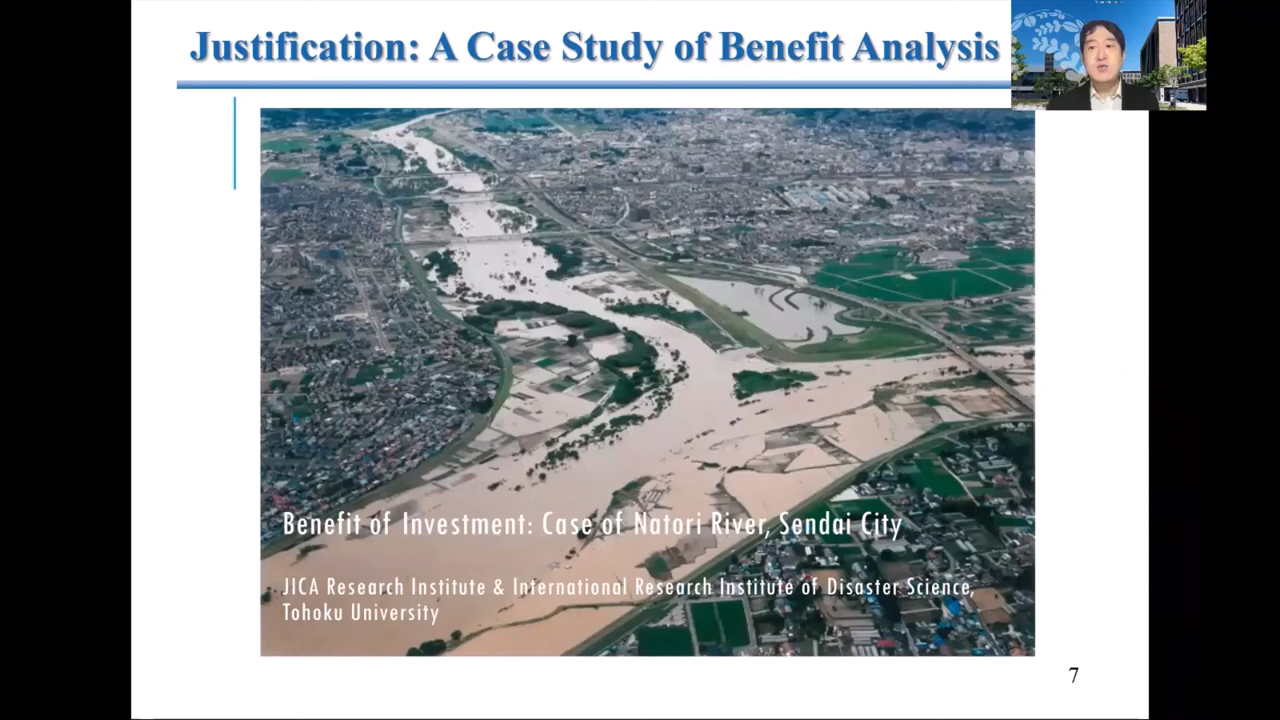 Justification: A Case Study of Benefit Analysis
Benefit of Investment: Case of Natori River, Sendai City
JICA Research Institute & International Research Institute of Disaster Science,
Tohoku University
7